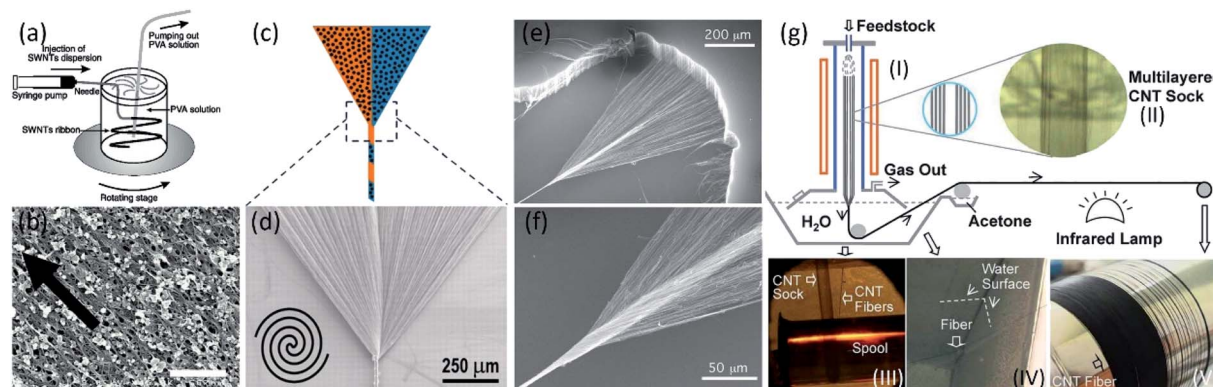 (a)
Pumping out
PVA solution
Injection of
SWNTs dispersion
Syringe pump
Needle
PVA solution
SWNTs ribbon
Rotating stage
(b)
(c)
(d)
250 µm
(e)
200 µm
(f)
50 µm
(g)
Feedstock
(I)
Multilayere
CNT Sock
(II)
Gas Out
H2O
Acetone
Infrared Lamp
CNT
Sock
CNT
Fibers
Spool
(III)
Water
Surface
Fiber
(IV)
CNT Fiber
(V)